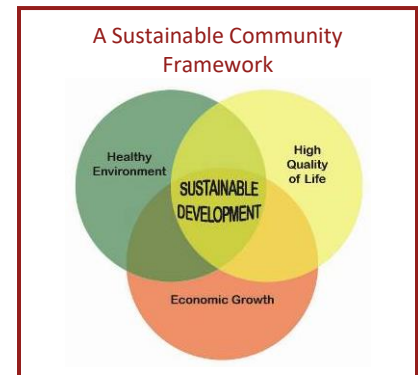 A Sustainable Community
Framework
Healthy
Environment
High
Quality
of Life
SUSTAINABLE
DEVELOPMENT
Economic Growth